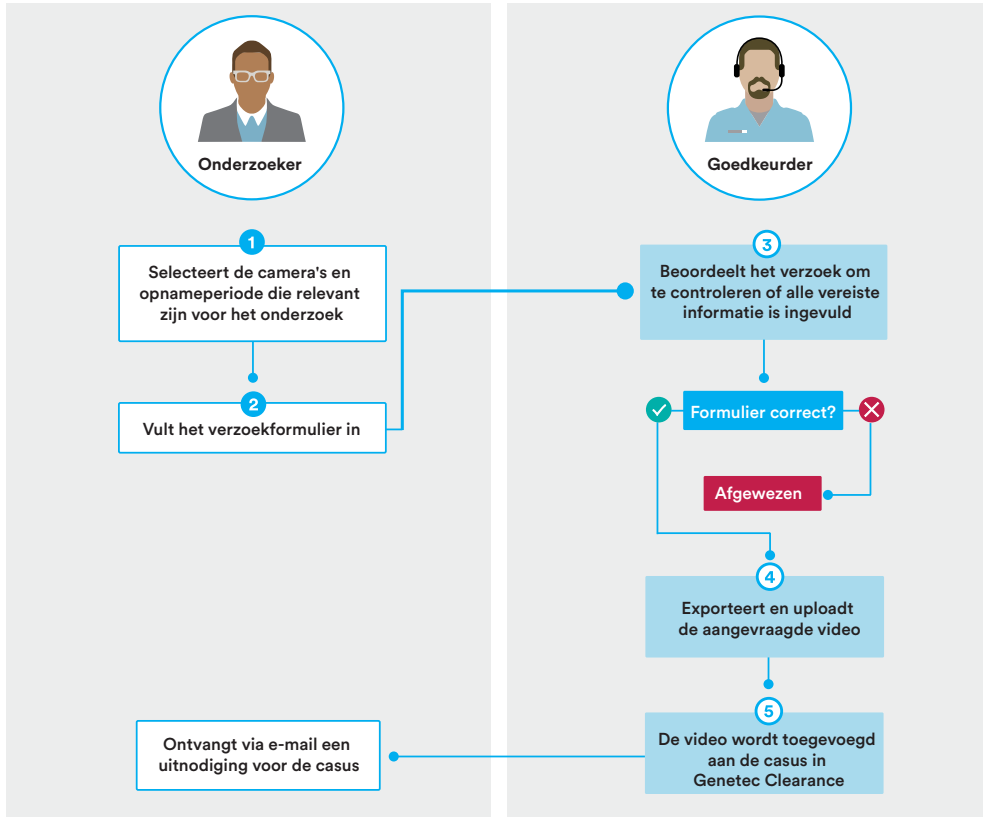 Onderzoeker
1
Selecteert de camera's en
opnameperiode die relevant
zijn voor het onderzoek
2
Vult het verzoekformulier in
Goedkeurder
3
Beoordeelt het verzoek om
te controleren of alle vereiste
informatie is ingevuld
Formulier correct?
Afgewezen
4
Exporteert en uploadt
de aangevraagde video
5
De video wordt toegevoegd
aan de casus in
Genetec Clearance
Ontvangt via e-mail een
uitnodiging voor de casus